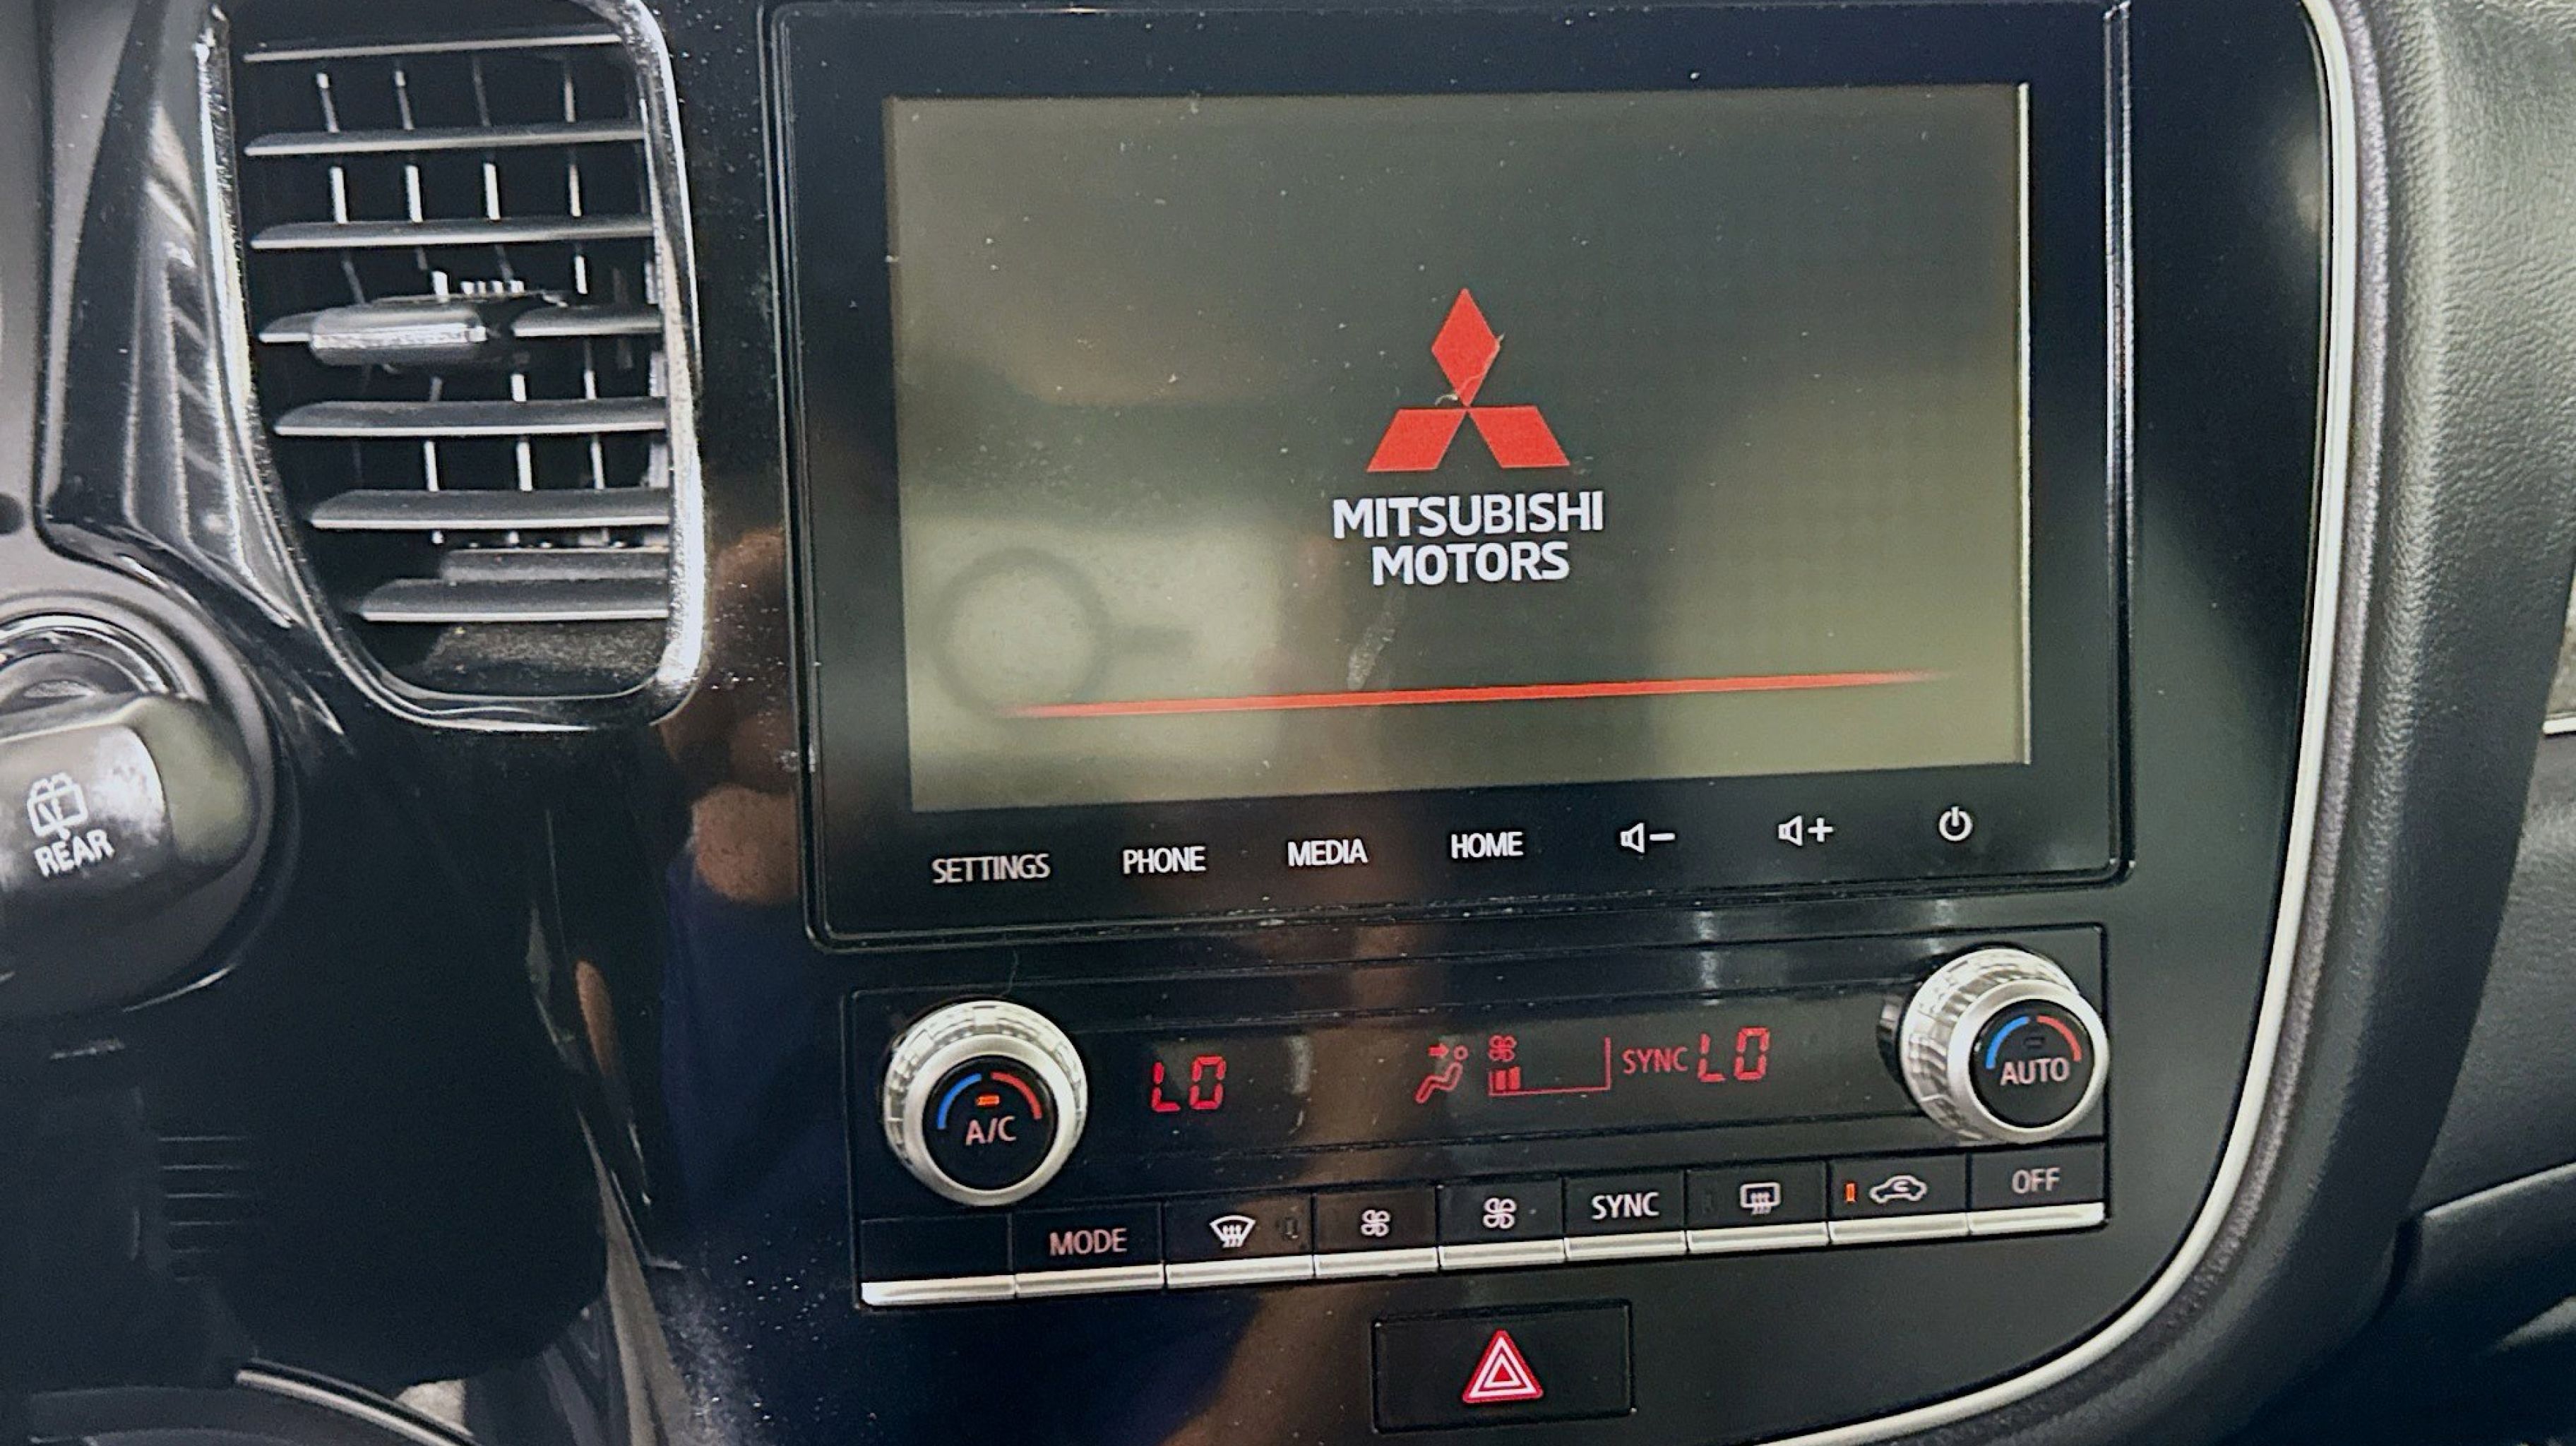 MITSUBISHI
MOTORS
REAR
SETTINGS PHONE MEDIA HOME
LO SYNC LO
A/C
AUTO
MODE SYNC OFF